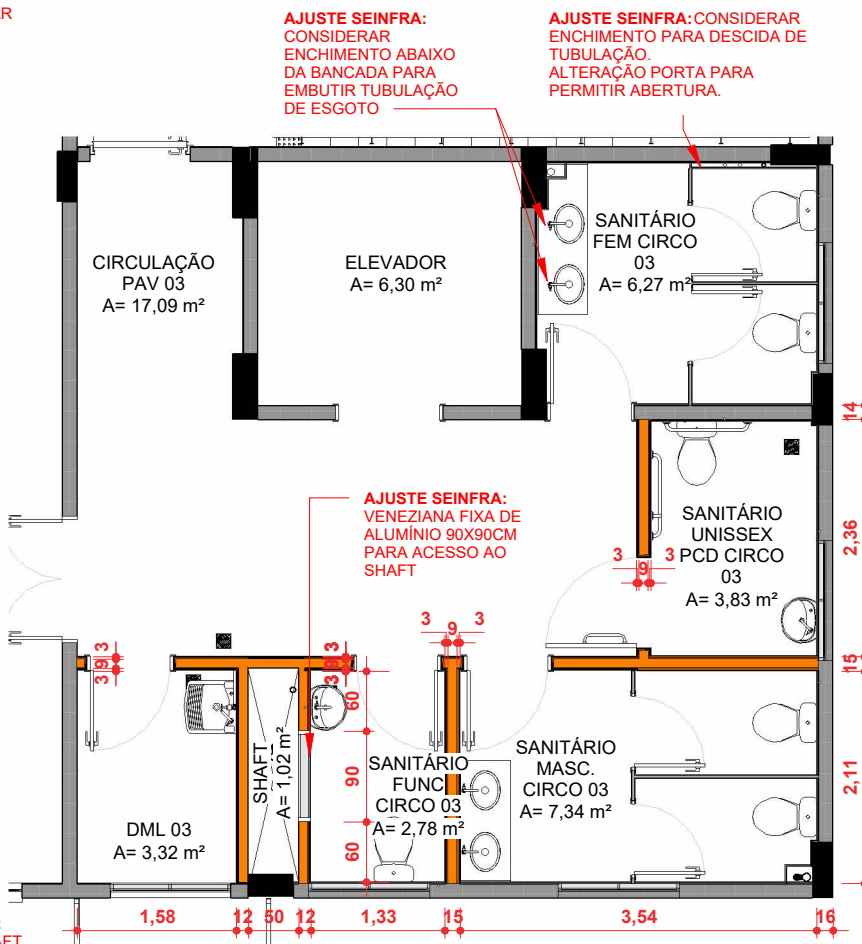 AR
AJUSTE SEINFRA:
CONSIDERAR
ENCHIMENTO ABAIXO
DA BANCADA PARA
EMBUTIR TUBULAÇÃO
DE ESGOTO
AJUSTE SEINFRA: CONSIDERAR
ENCHIMENTO PARA DESCIDA DE
TUBULAÇÃO.
ALTERAÇÃO PORTA PARA
PERMITIR ABERTURA.
CIRCULAÇÃO
PAV 03
A= 17,09 m²
ELEVADOR
A= 6,30 m²
SANITÁRIO
FEM CIRCO
03
A= 6,27 m²
14
AJUSTE SEINFRA:
VENEZIANA FIXA DE
ALUMÍNIO 90X90CM
PARA ACESSO AO
SHAFT
SANITÁRIO
UNISSEX
PCD CIRCO
03
A= 3,83 m²
2,36
3 9 3
3 9 3
3 9 3
3 9 3
15
60
90
60
SHAFT
A= 1,02 m²
SANITÁRIO
FUNC
CIRCO 03
A= 2,78 m²
SANITÁRIO
MASC.
CIRCO 03
A= 7,34 m²
2,11
DML 03
A= 3,32 m²
1,58 12 50 12 1,33 15 3,54 16